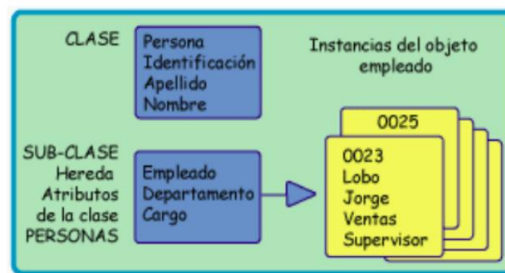 CLASE
Persona
Identificación
Apellido
Nombre
Instancias del objeto
empleado
SUB-CLASE
Hereda
Atributos
de la clase
PERSONAS
Empleado
Departamento
Cargo
0025
0023
Lobo
Jorge
Ventas
Supervisor